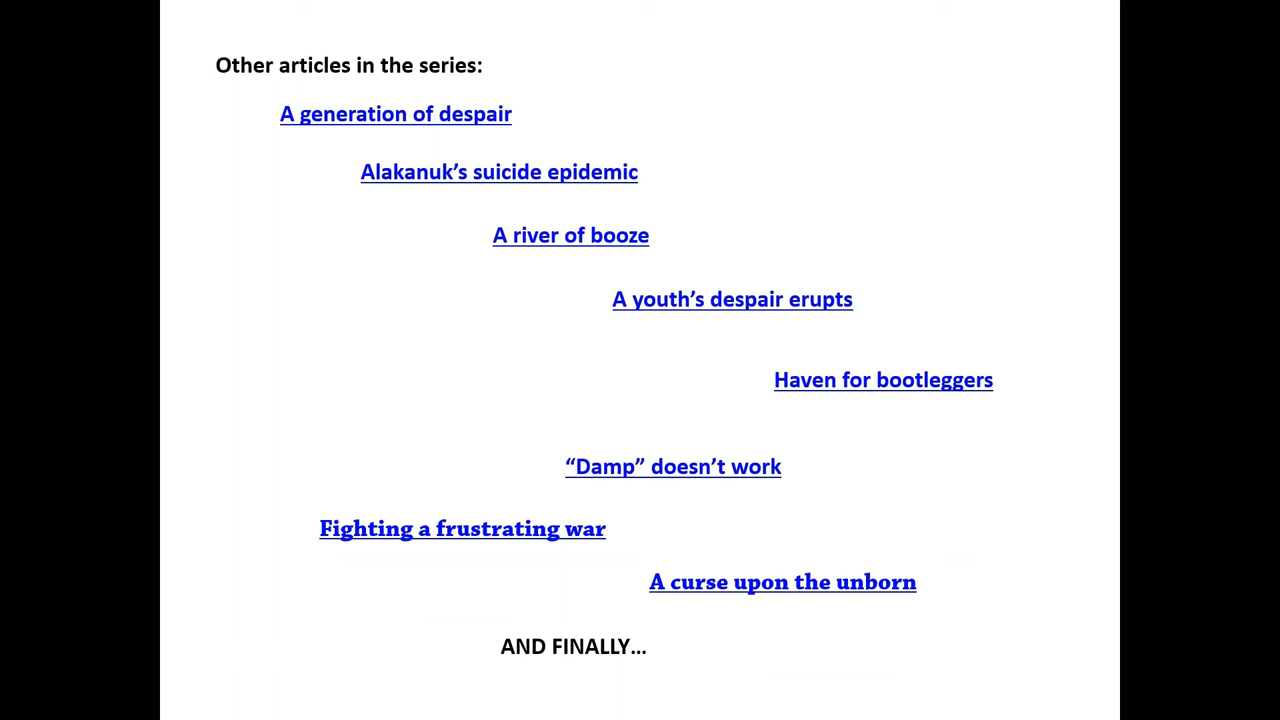 Other articles in the series:
A generation of despair
Alakanuk’s suicide epidemic
A river of booze
A youth’s despair erupts
Haven for bootleggers
“Damp” doesn’t work
Fighting a frustrating war
A curse upon the unborn
AND FINALLY…